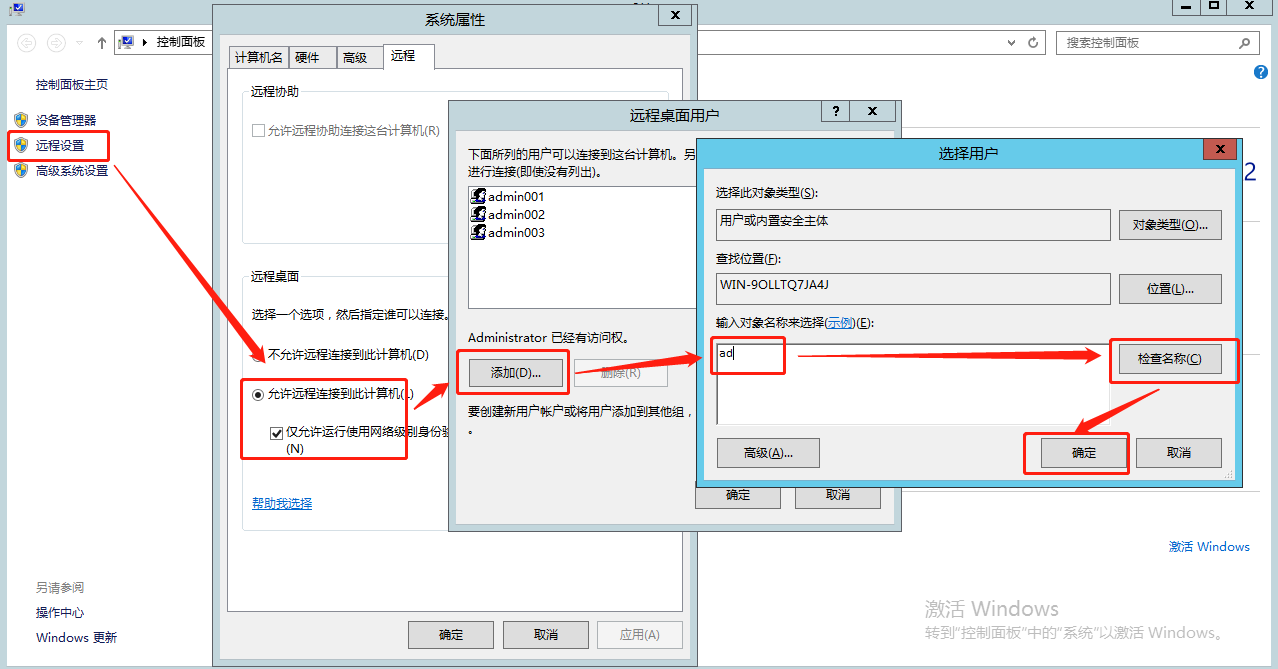 控制面板
搜索控制面板
控制面板主页
设备管理器
远程设置
高级系统设置
另请参阅
操作中心
Windows 更新
系统属性
计算机名
硬件
高级
远程
远程协助
允许远程协助连接这台计算机(R)
远程桌面
选择一个选项，然后指定谁可以连接。
不允许远程连接到此计算机(D)
允许远程连接到此计算机(L)
仅允许运行使用网络级别身份验
(N)
帮助我选择
确定
取消
应用(A)
远程桌面用户
?
下面所列的用户可以连接到这台计算机。另
进行连接(即使没有列出)。
admin001
admin002
admin003
Administrator 已经有访问权。
添加(D)...
删除(R)
要创建新用户帐户或将用户添加到其他组，
。
确定
取消
选择用户
选择此对象类型(S):
用户或内置安全主体
对象类型(O)...
查找位置(F):
WIN-9OLLTQ7JA4J
位置(L)...
输入对象名称来选择(示例)(E):
ad
检查名称(C)
高级(A)...
确定
取消
2
激活 Windows
激活 Windows
转到"控制面板"中的"系统"以激活 Windows。